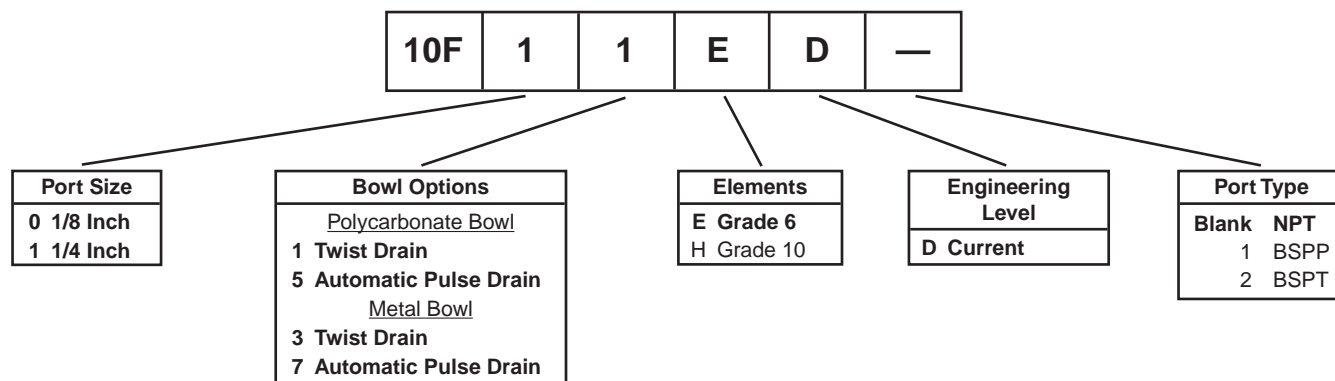 10F 1 1 E D —
Port Size
0 1/8 Inch
1 1/4 Inch
Bowl Options
Polycarbonate Bowl
1 Twist Drain
5 Automatic Pulse Drain
Metal Bowl
3 Twist Drain
7 Automatic Pulse Drain
Elements
E Grade 6
H Grade 10
Engineering
Level
D Current
Port Type
Blank NPT
1 BSPP
2 BSPT